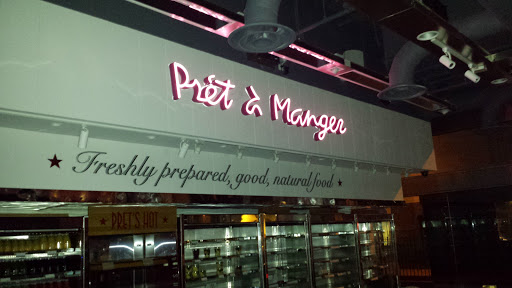 Prêt à Manger
★ Freshly prepared, good, natural food ★
★ PRET'S HOT ★